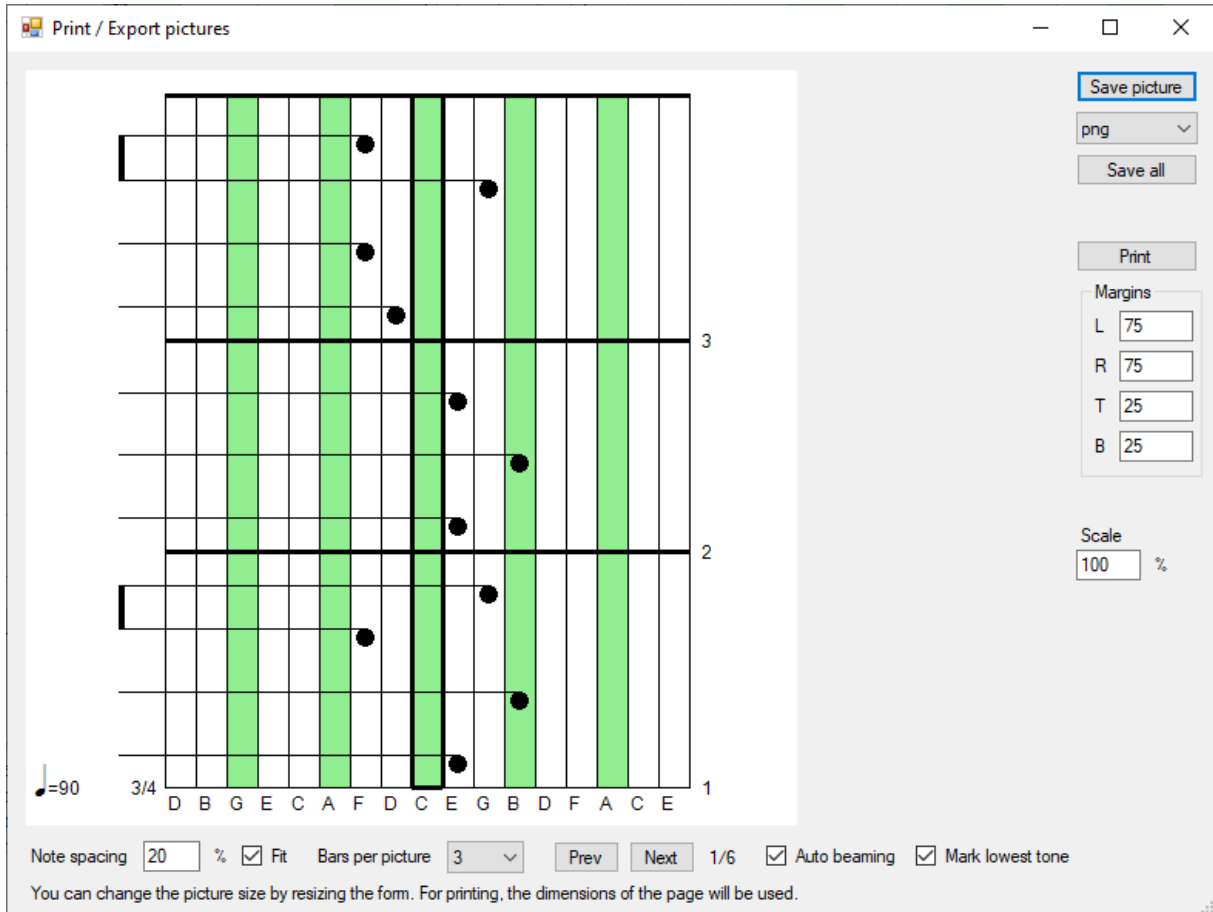 Print / Export pictures
Save picture
png
Save all
Print
Margins
L 75
R 75
T 25
B 25
Scale
100 %
3
2
1
=90 3/4
D B G E C A F D C E G B D F A C E
Note spacing 20 % Fit Bars per picture 3 Prev Next 1/6 Auto beaming Mark lowest tone
You can change the picture size by resizing the form. For printing, the dimensions of the page will be used.